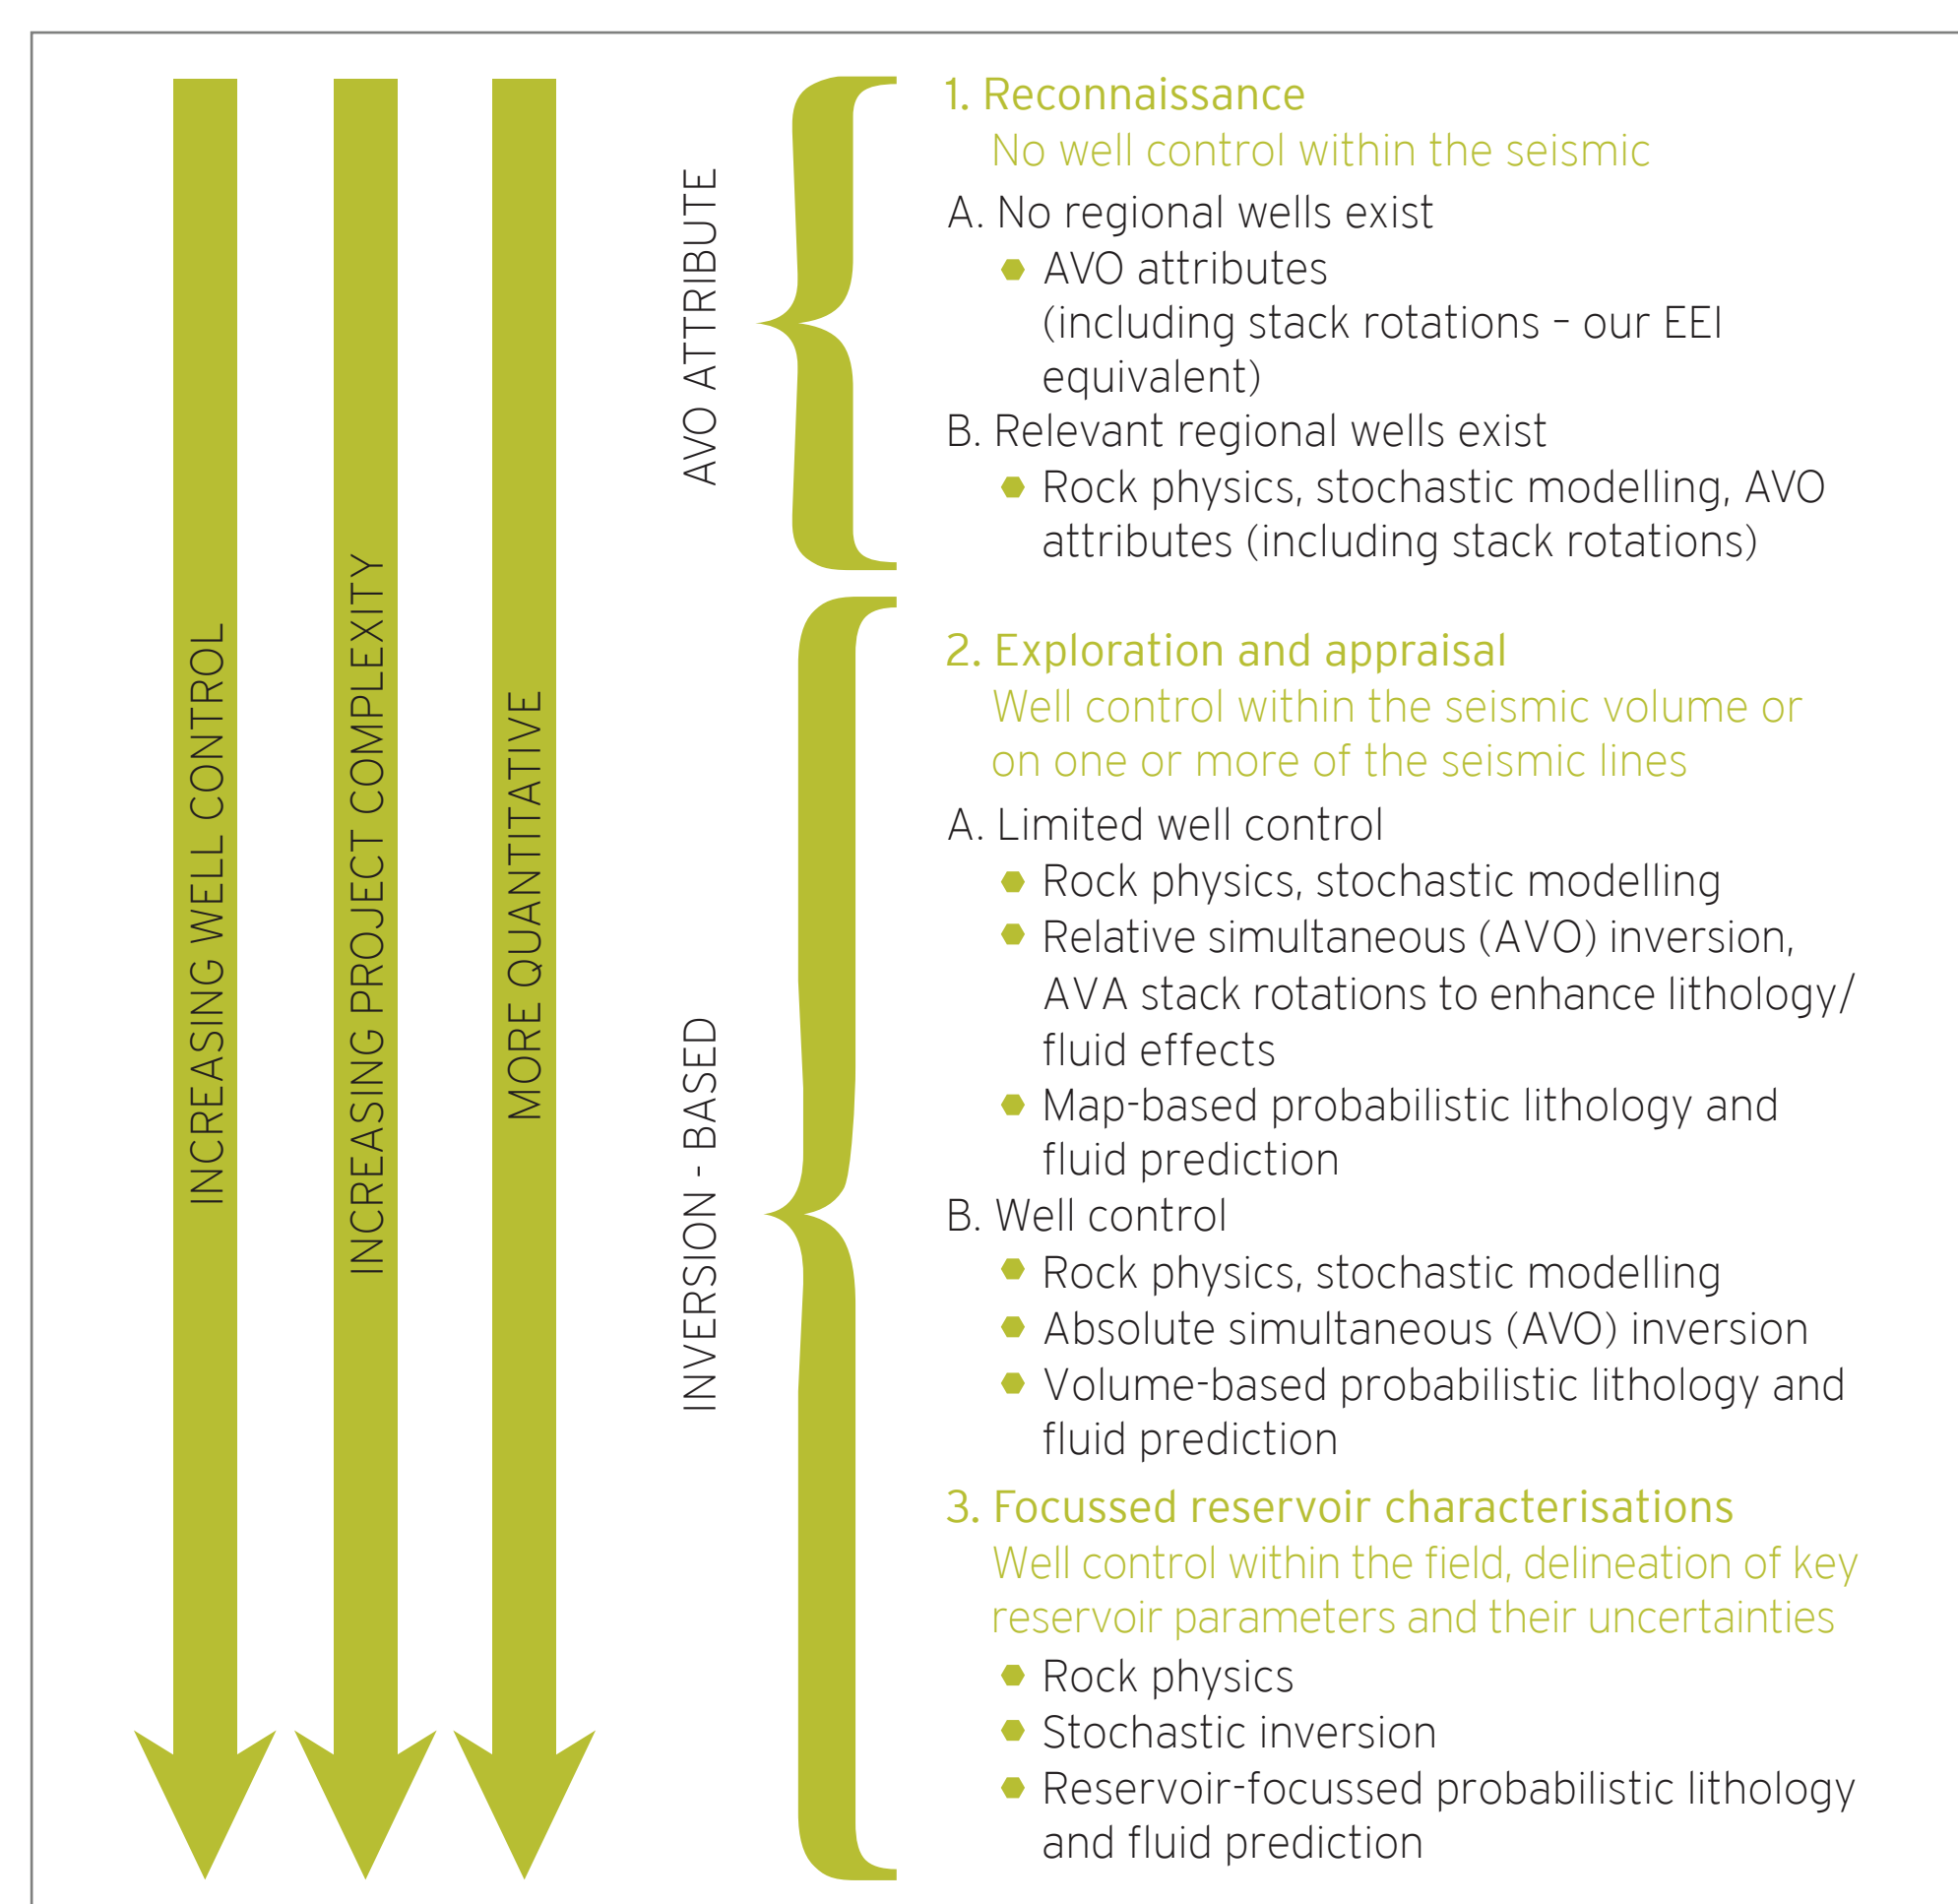 INCREASING WELL CONTROL
INCREASING PROJECT COMPLEXITY
MORE QUANTITATIVE
AVO ATTRIBUTE
1. Reconnaissance
No well control within the seismic
A. No regional wells exist
AVO attributes
(including stack rotations – our EEI
equivalent)
B. Relevant regional wells exist
Rock physics, stochastic modelling, AVO
attributes (including stack rotations)
INVERSION - BASED
2. Exploration and appraisal
Well control within the seismic volume or
on one or more of the seismic lines
A. Limited well control
Rock physics, stochastic modelling
Relative simultaneous (AVO) inversion,
AVA stack rotations to enhance lithology/
fluid effects
Map-based probabilistic lithology and
fluid prediction
B. Well control
Rock physics, stochastic modelling
Absolute simultaneous (AVO) inversion
Volume-based probabilistic lithology and
fluid prediction
3. Focussed reservoir characterisations
Well control within the field, delineation of key
reservoir parameters and their uncertainties
Rock physics
Stochastic inversion
Reservoir-focussed probabilistic lithology
and fluid prediction